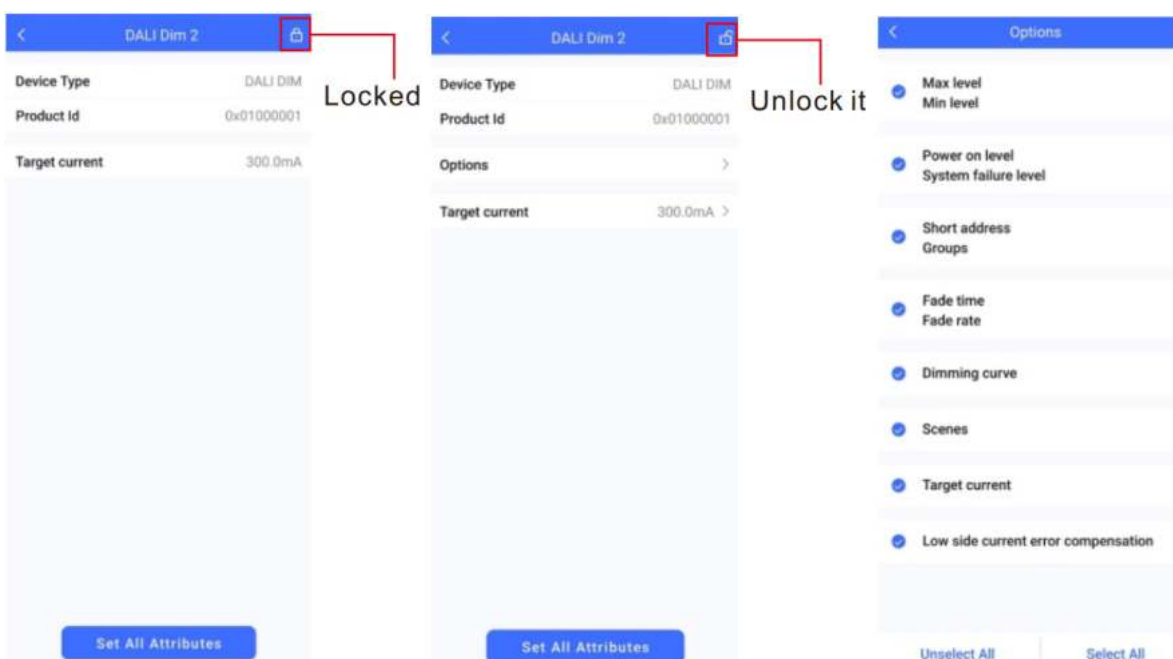 DALI Dim 2
Device Type DALI DIM
Product Id 0x01000001
Target current 300.0mA
Set All Attributes
Locked
DALI Dim 2
Device Type DALI DIM
Product Id 0x01000001
Options
Target current 300.0mA
Set All Attributes
Unlock it
Options
Max level
Min level
Power on level
System failure level
Short address
Groups
Fade time
Fade rate
Dimming curve
Scenes
Target current
Low side current error compensation
Unselect All Select All